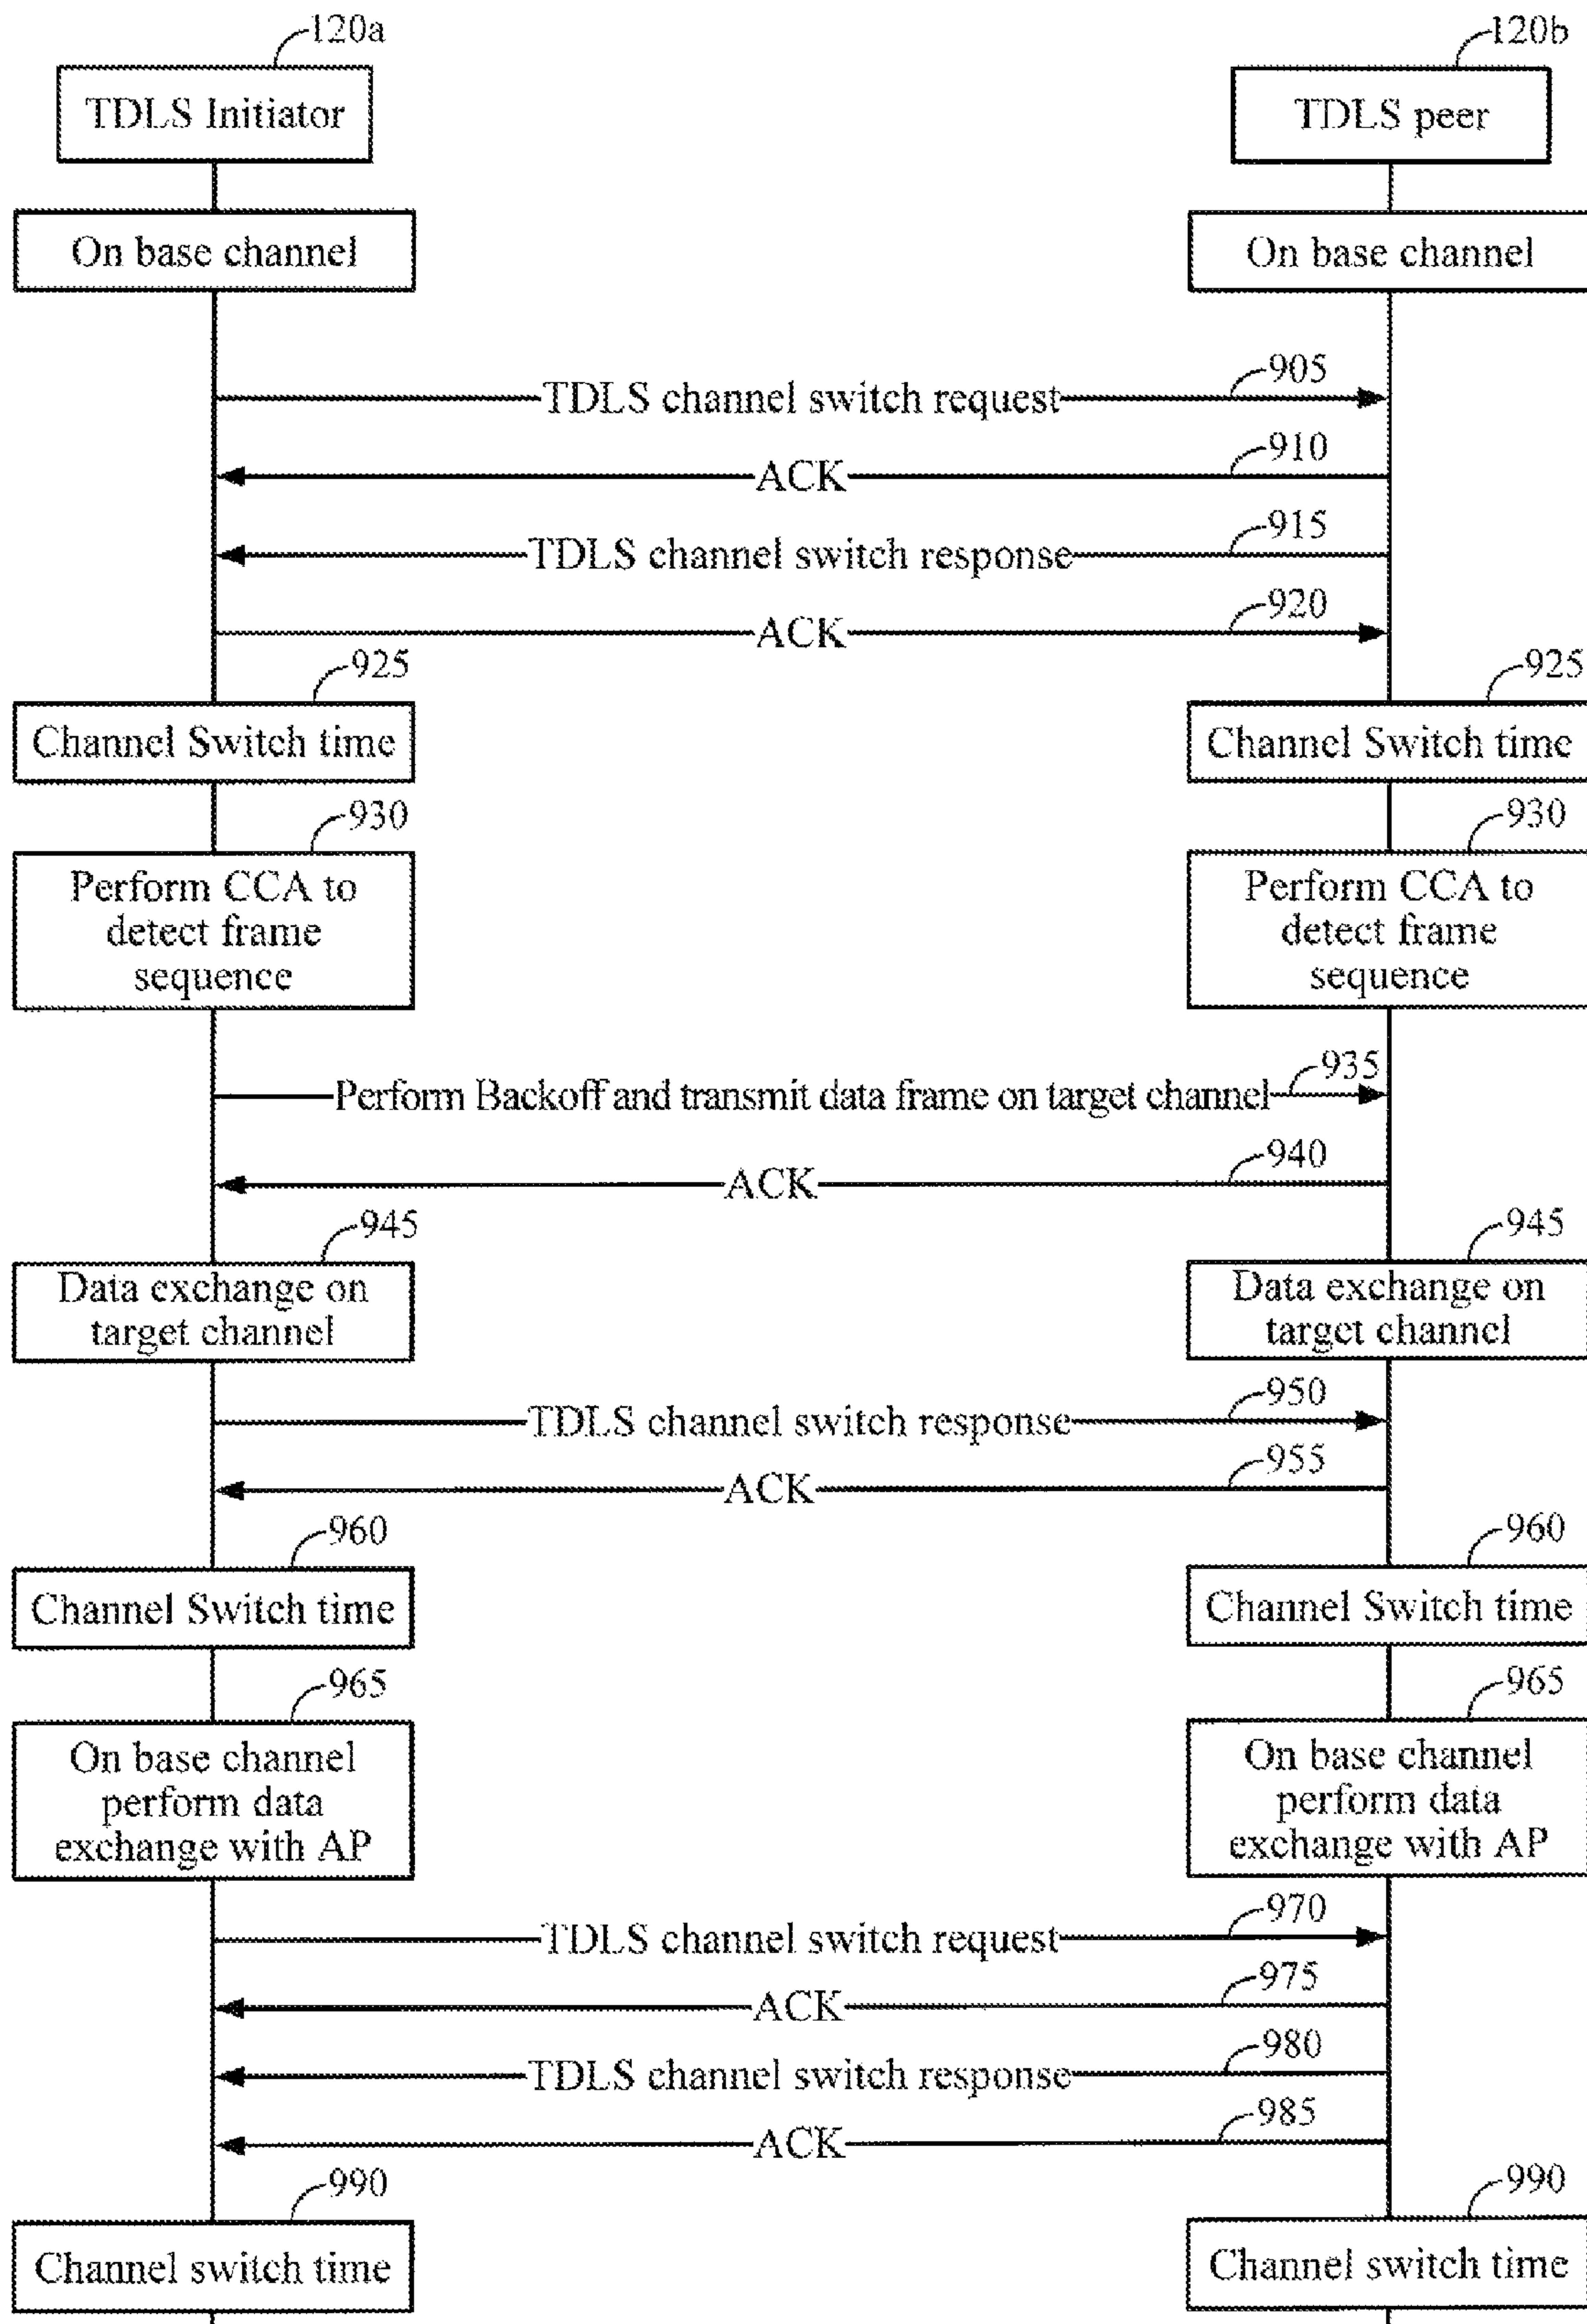 120a
120b
TDLS Initiator
TDLS peer
On base channel
On base channel
905
TDLS channel switch request
910
ACK
915
TDLS channel switch response
920
ACK
925
925
Channel Switch time
Channel Switch time
930
930
Perform CCA to
detect frame
sequence
Perform CCA to
detect frame
sequence
935
Perform Backoff and transmit data frame on target channel
940
ACK
945
945
Data exchange on
target channel
Data exchange on
target channel
950
TDLS channel switch response
955
ACK
960
960
Channel Switch time
Channel Switch time
965
965
On base channel
perform data
exchange with AP
On base channel
perform data
exchange with AP
970
TDLS channel switch request
975
ACK
980
TDLS channel switch response
985
ACK
990
990
Channel switch time
Channel switch time